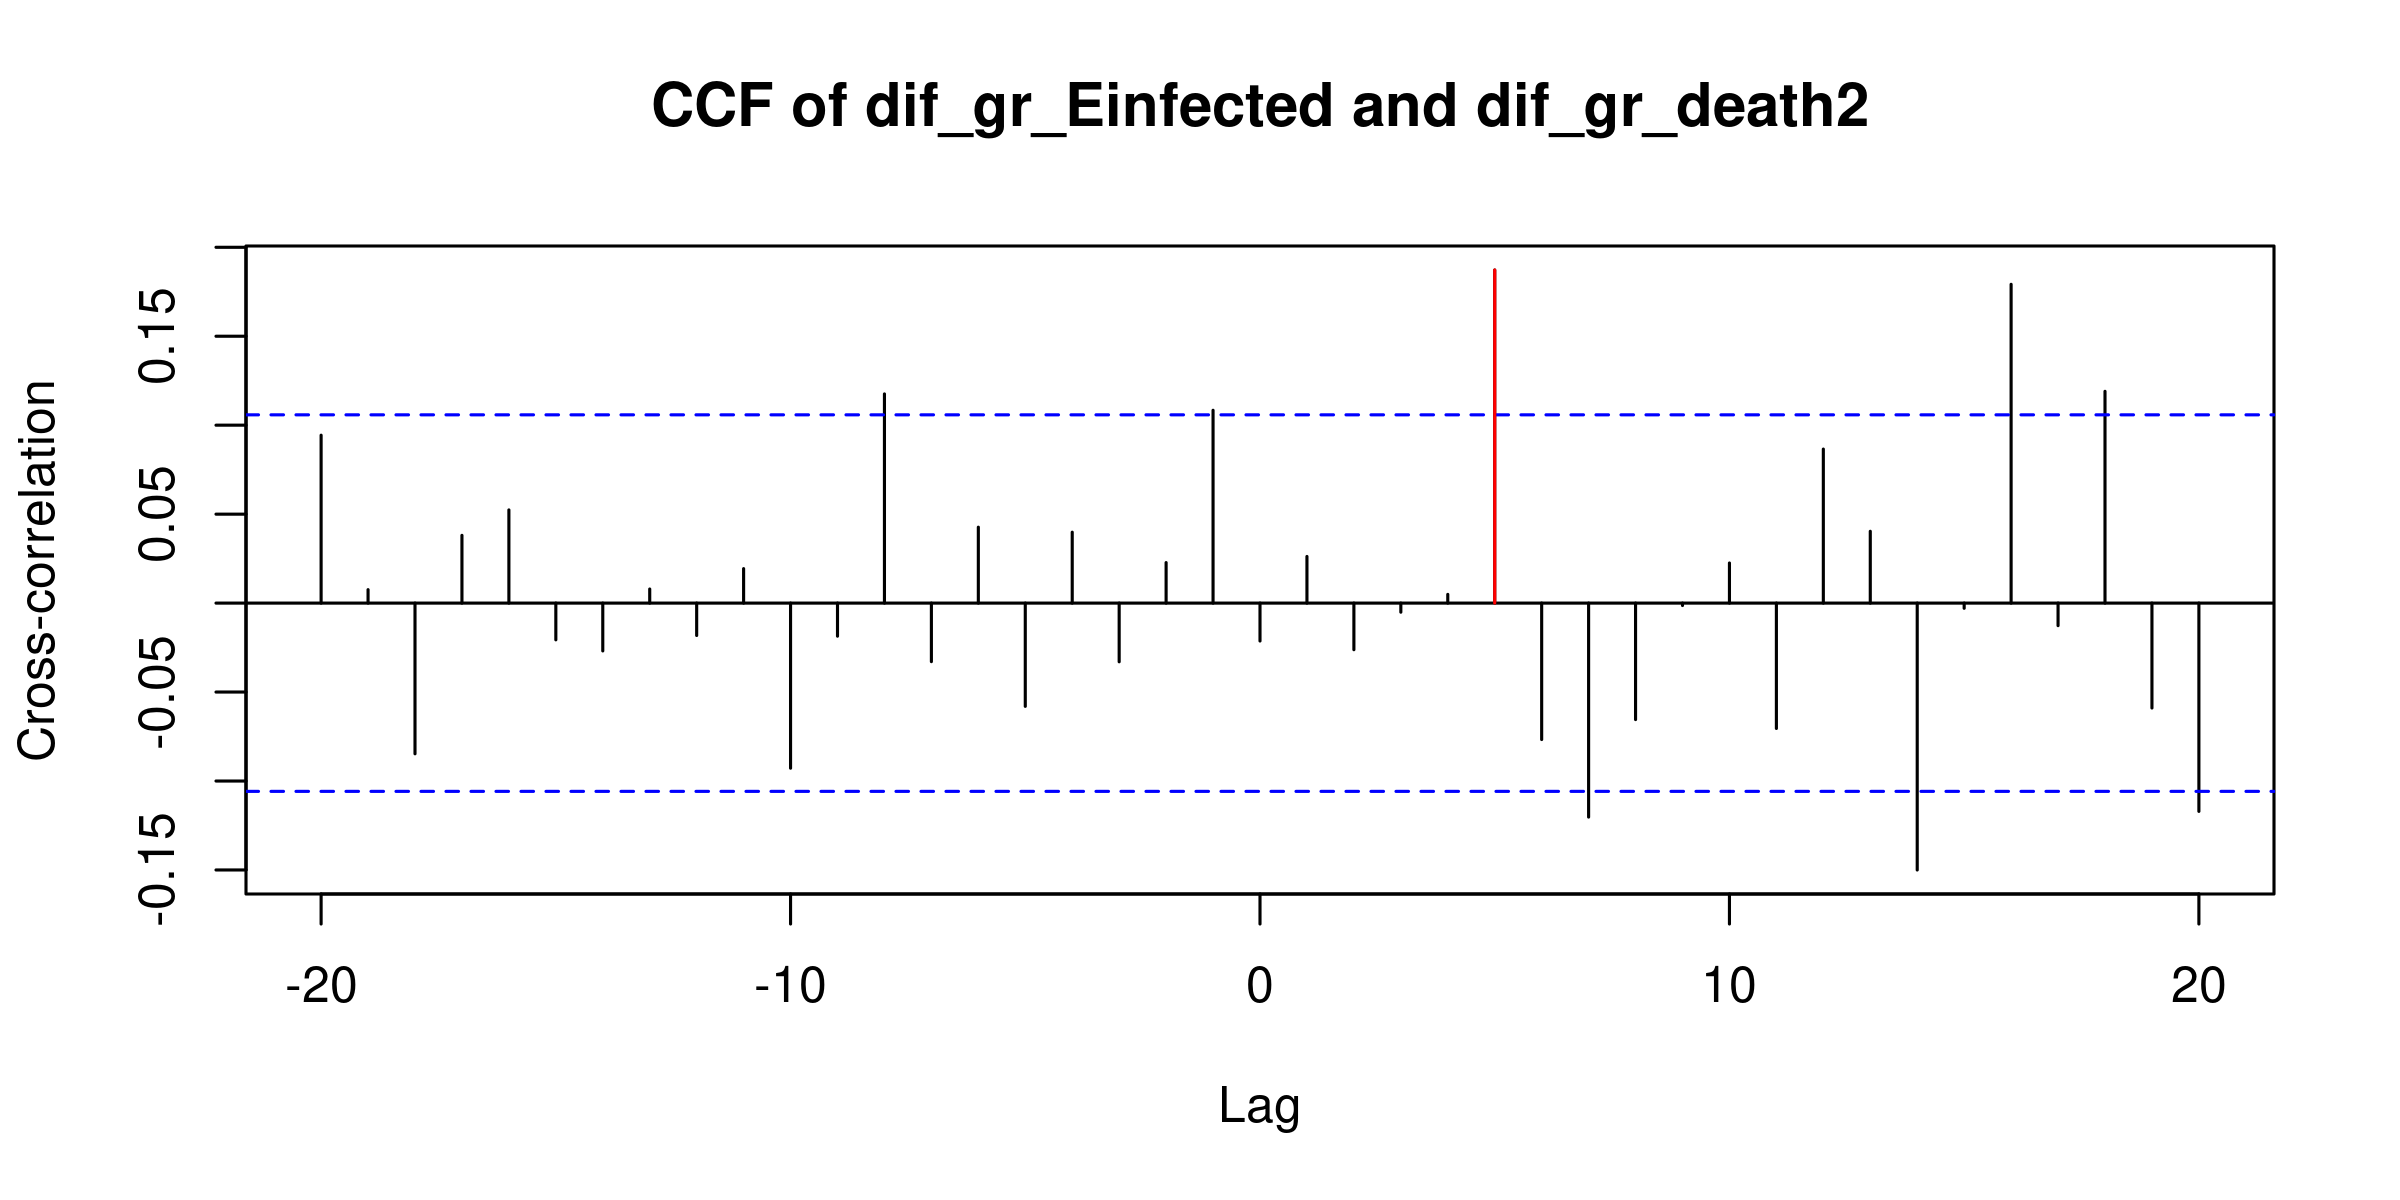 CCF of dif_gr_Einfected and dif_gr_death2
Cross-correlation
0.15
0.05
-0.05
-0.15
-20 -10 0 10 20
Lag